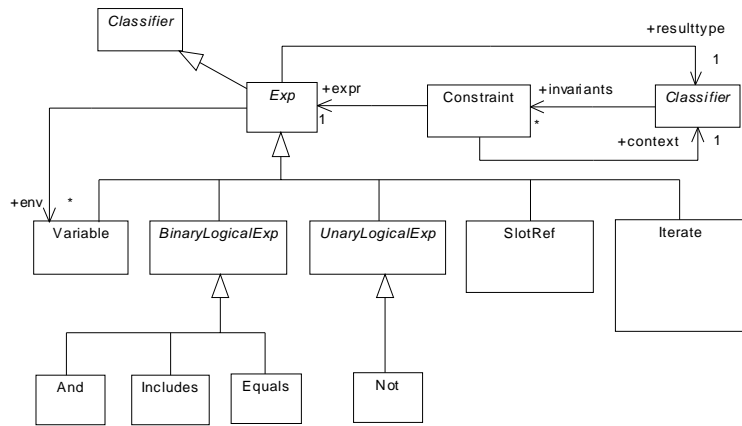 Classifier
+resulttype
1
Exp
+expr
1
Constraint
+invariants
*
Classifier
+context
1
+env
*
Variable
BinaryLogicalExp
UnaryLogicalExp
SlotRef
Iterate
And
Includes
Equals
Not